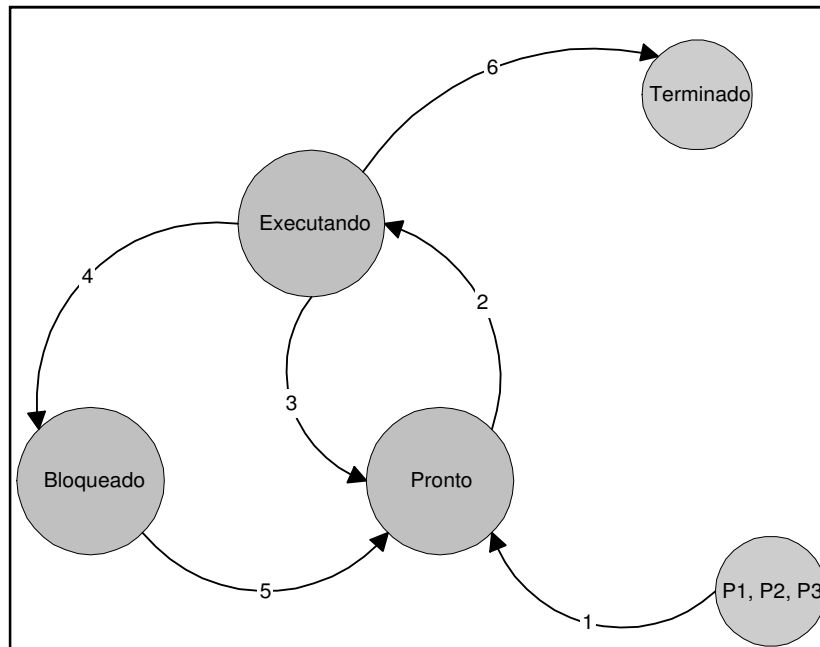 6
Terminado
Executando
4
2
3
Bloqueado
Pronto
5
P1, P2, P3
1